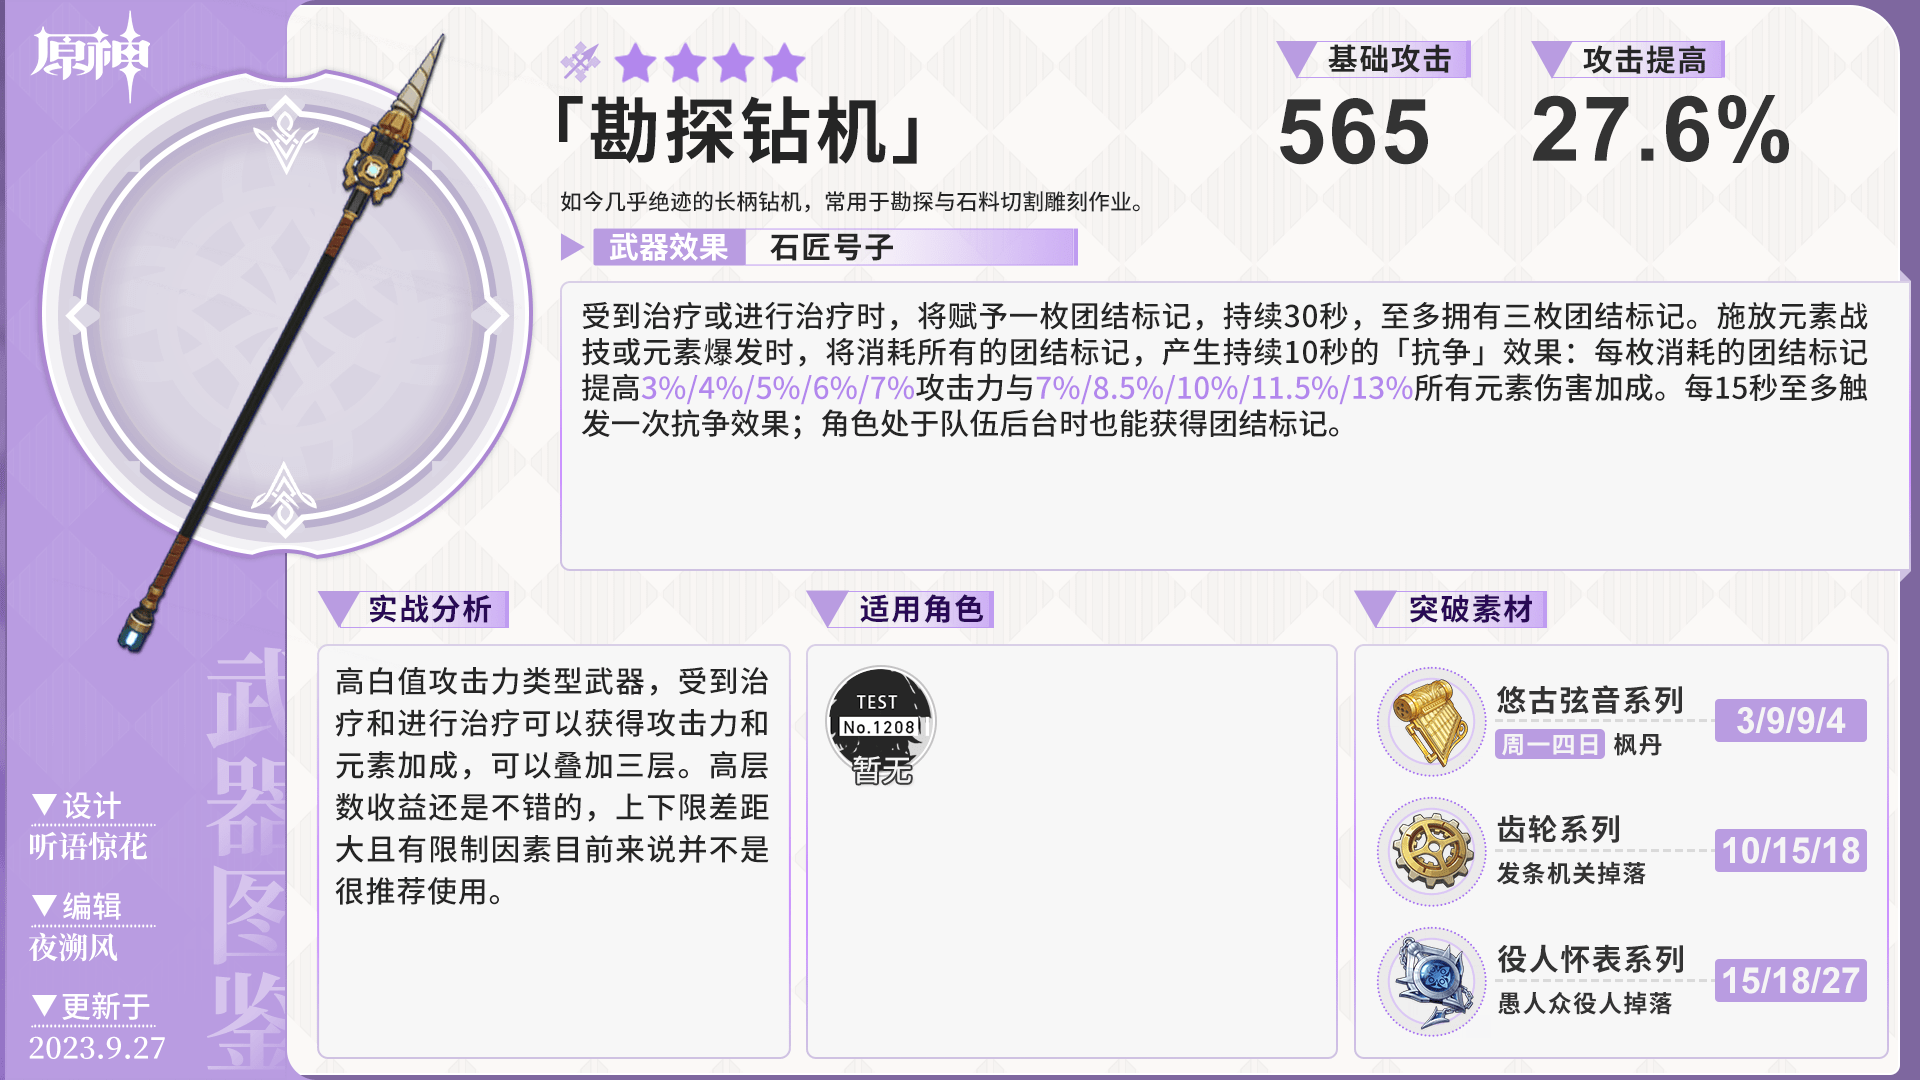 原神
「勘探钻机」
基础攻击
565
攻击提高
27.6%
如今几乎绝迹的长柄钻机，常用于勘探与石料切割雕刻作业。
武器效果 石匠号子
受到治疗或进行治疗时，将赋予一枚团结标记，持续30秒，至多拥有三枚团结标记。施放元素战
技或元素爆发时，将消耗所有的团结标记，产生持续10秒的「抗争」效果：每枚消耗的团结标记
提高3%/4%/5%/6%/7%攻击力与7%/8.5%/10%/11.5%/13%所有元素伤害加成。每15秒至多触
发一次抗争效果；角色处于队伍后台时也能获得团结标记。
实战分析
高白值攻击力类型武器，受到治
疗和进行治疗可以获得攻击力和
元素加成，可以叠加三层。高层
数收益还是不错的，上下限差距
大且有限制因素目前来说并不是
很推荐使用。
适用角色
TEST
No.1208
暂无
突破素材
悠古弦音系列
周一四日 枫丹
3/9/9/4
齿轮系列
发条机关掉落
10/15/18
役人怀表系列
愚人众役人掉落
15/18/27
武器图鉴
▼设计
听语惊花
▼编辑
夜溯风
▼更新于
2023.9.27